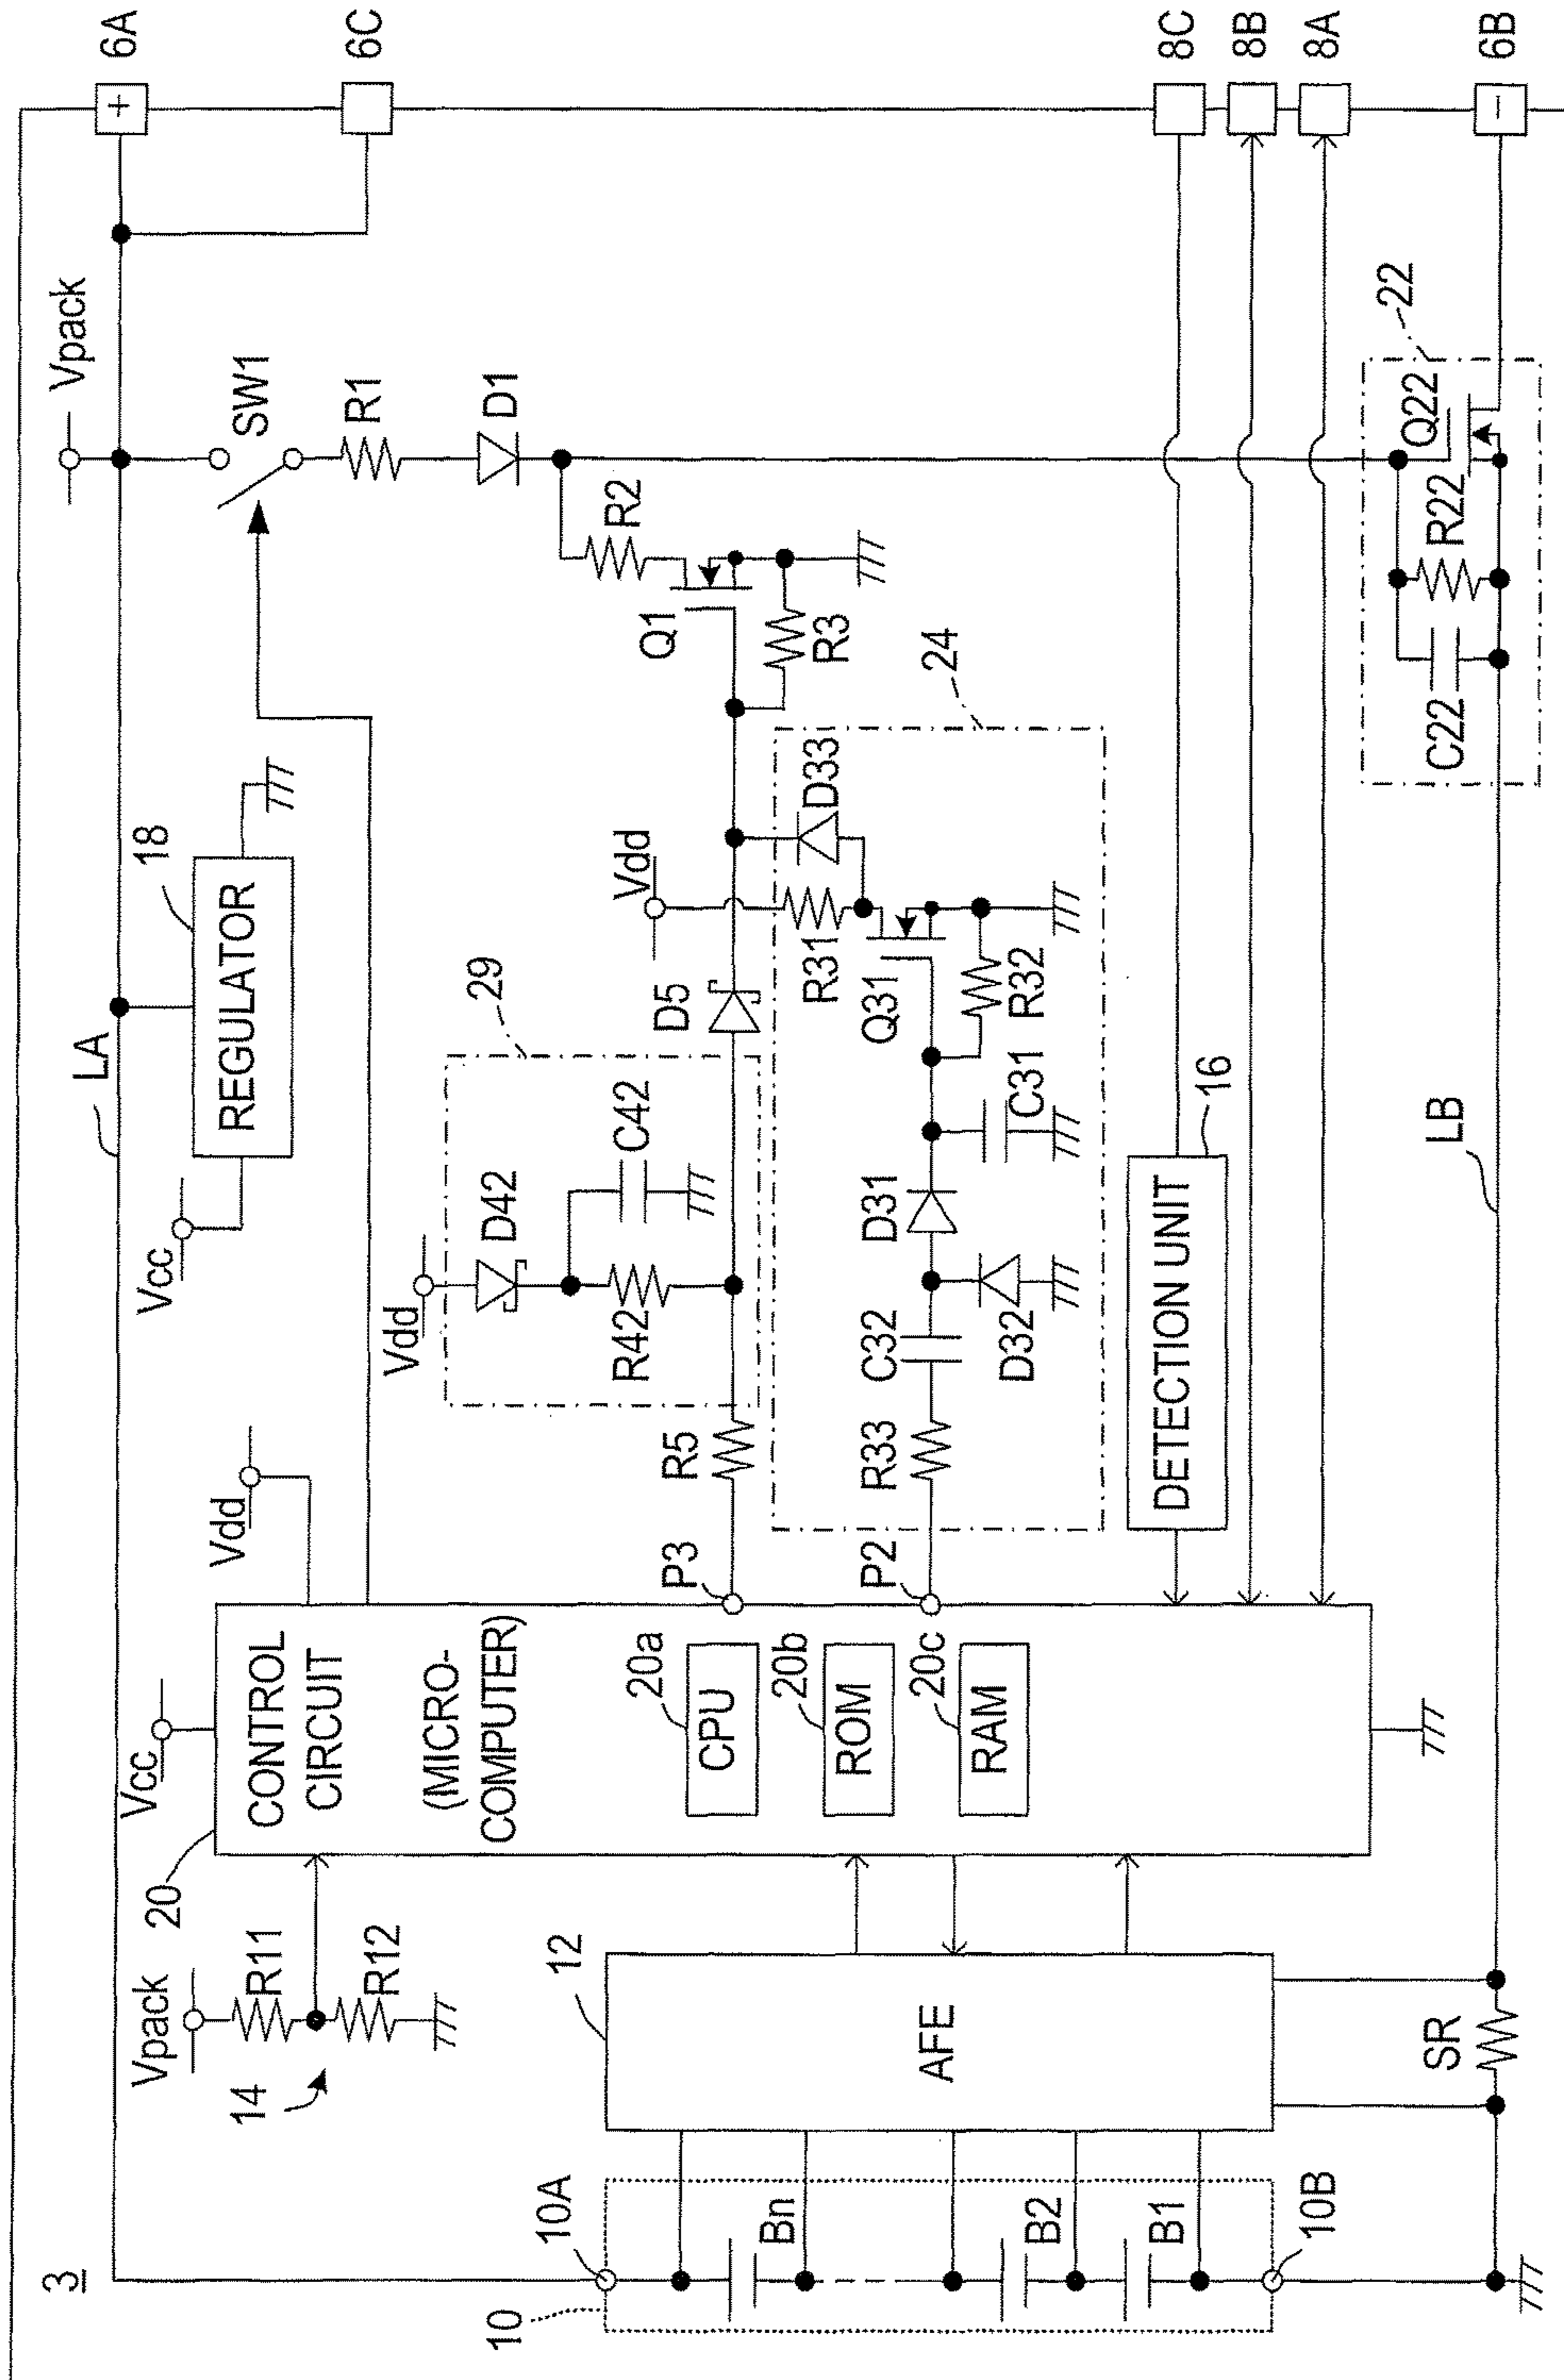 3
Vpack
6A
+
6C
8C
8B
8A
6B
−
LA
Vcc
REGULATOR
18
SW1
R1
D1
R2
Q1
R3
Vpack
R11
R12
14
20
Vcc
CONTROL
CIRCUIT
(MICRO-
COMPUTER)
Vdd
CPU
20a
ROM
20b
RAM
20c
P3
P2
R5
Vdd
D42
R42
C42
29
D5
Vdd
24
D33
R31
Q31
R32
C31
D31
D32
C32
R33
DETECTION UNIT
16
12
AFE
10
10A
Bn
B2
B1
10B
SR
LB
22
Q22
R22
C22